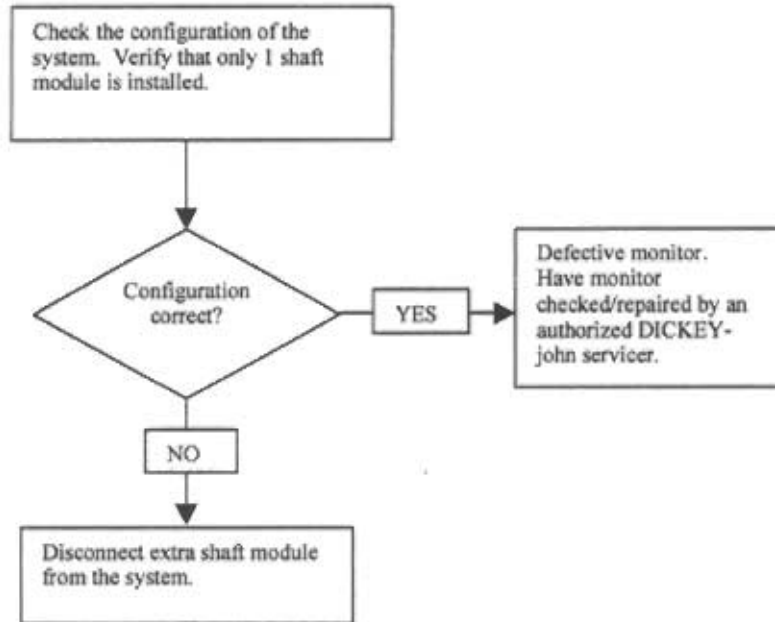 Check the configuration of the
system. Verify that only 1 shaft
module is installed.
Configuration
correct?
YES
Defective monitor.
Have monitor
checked/repaired by an
authorized DICKEY-
john servicer.
NO
Disconnect extra shaft module
from the system.